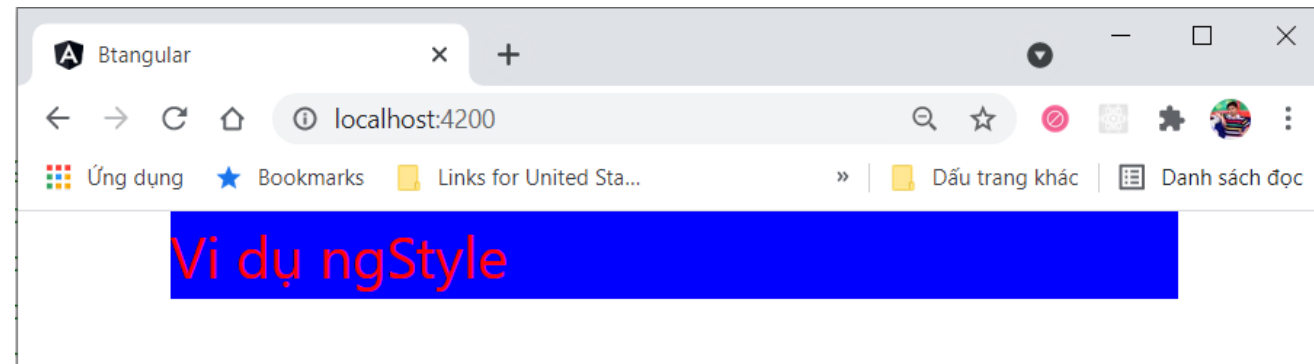 Btangular
localhost:4200
Ứng dụng Bookmarks Links for United Sta... » Dấu trang khác Danh sách đọc
Vi dụ ngStyle